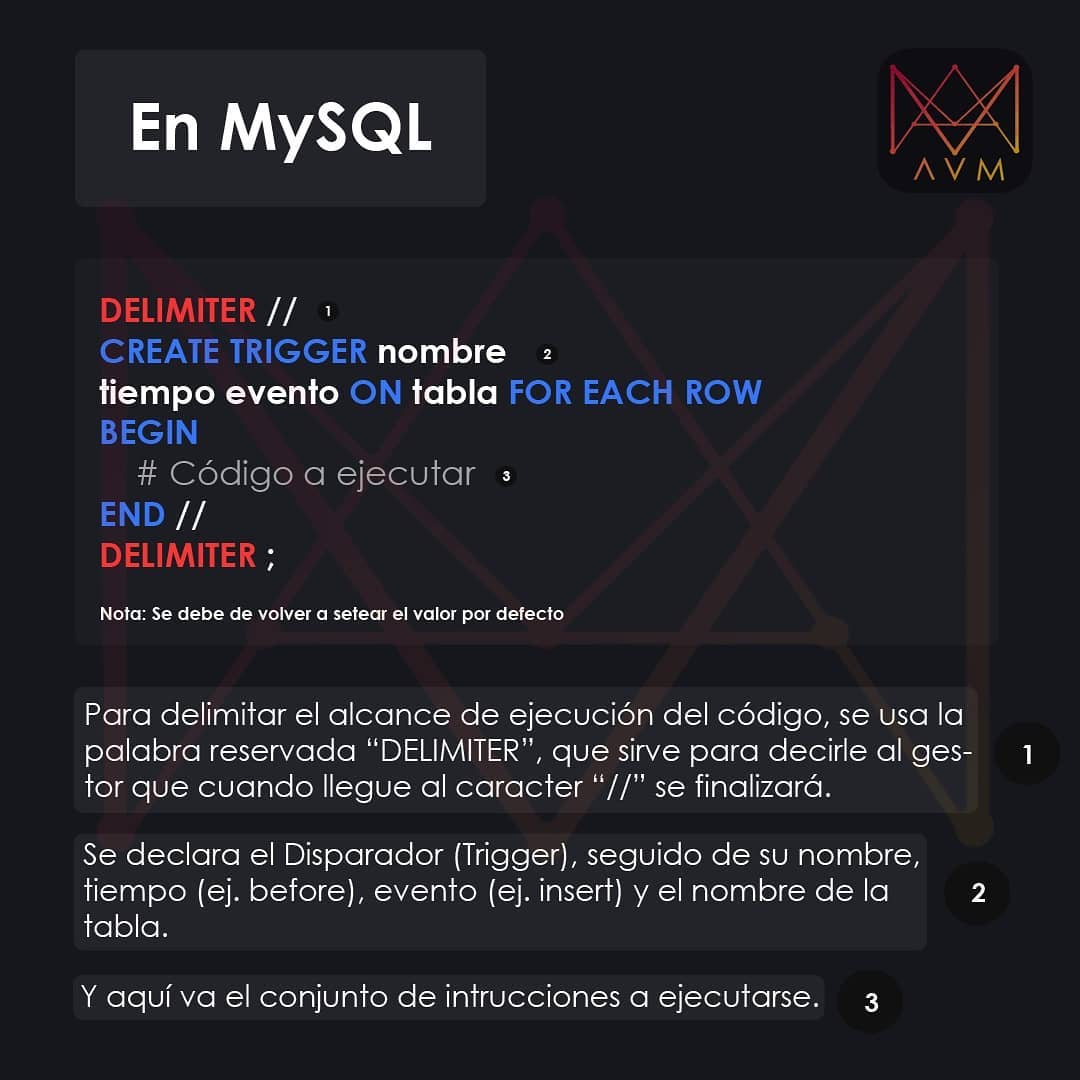 En MySQL
AVM
DELIMITER // 1
CREATE TRIGGER nombre 2
tiempo evento ON tabla FOR EACH ROW
BEGIN
# Código a ejecutar 3
END //
DELIMITER ;
Nota: Se debe de volver a setear el valor por defecto
Para delimitar el alcance de ejecución del código, se usa la
palabra reservada “DELIMITER”, que sirve para decirle al ges-
tor que cuando llegue al caracter “//” se finalizará.
1
Se declara el Disparador (Trigger), seguido de su nombre,
tiempo (ej. before), evento (ej. insert) y el nombre de la
tabla.
2
Y aquí va el conjunto de intrucciones a ejecutarse.
3